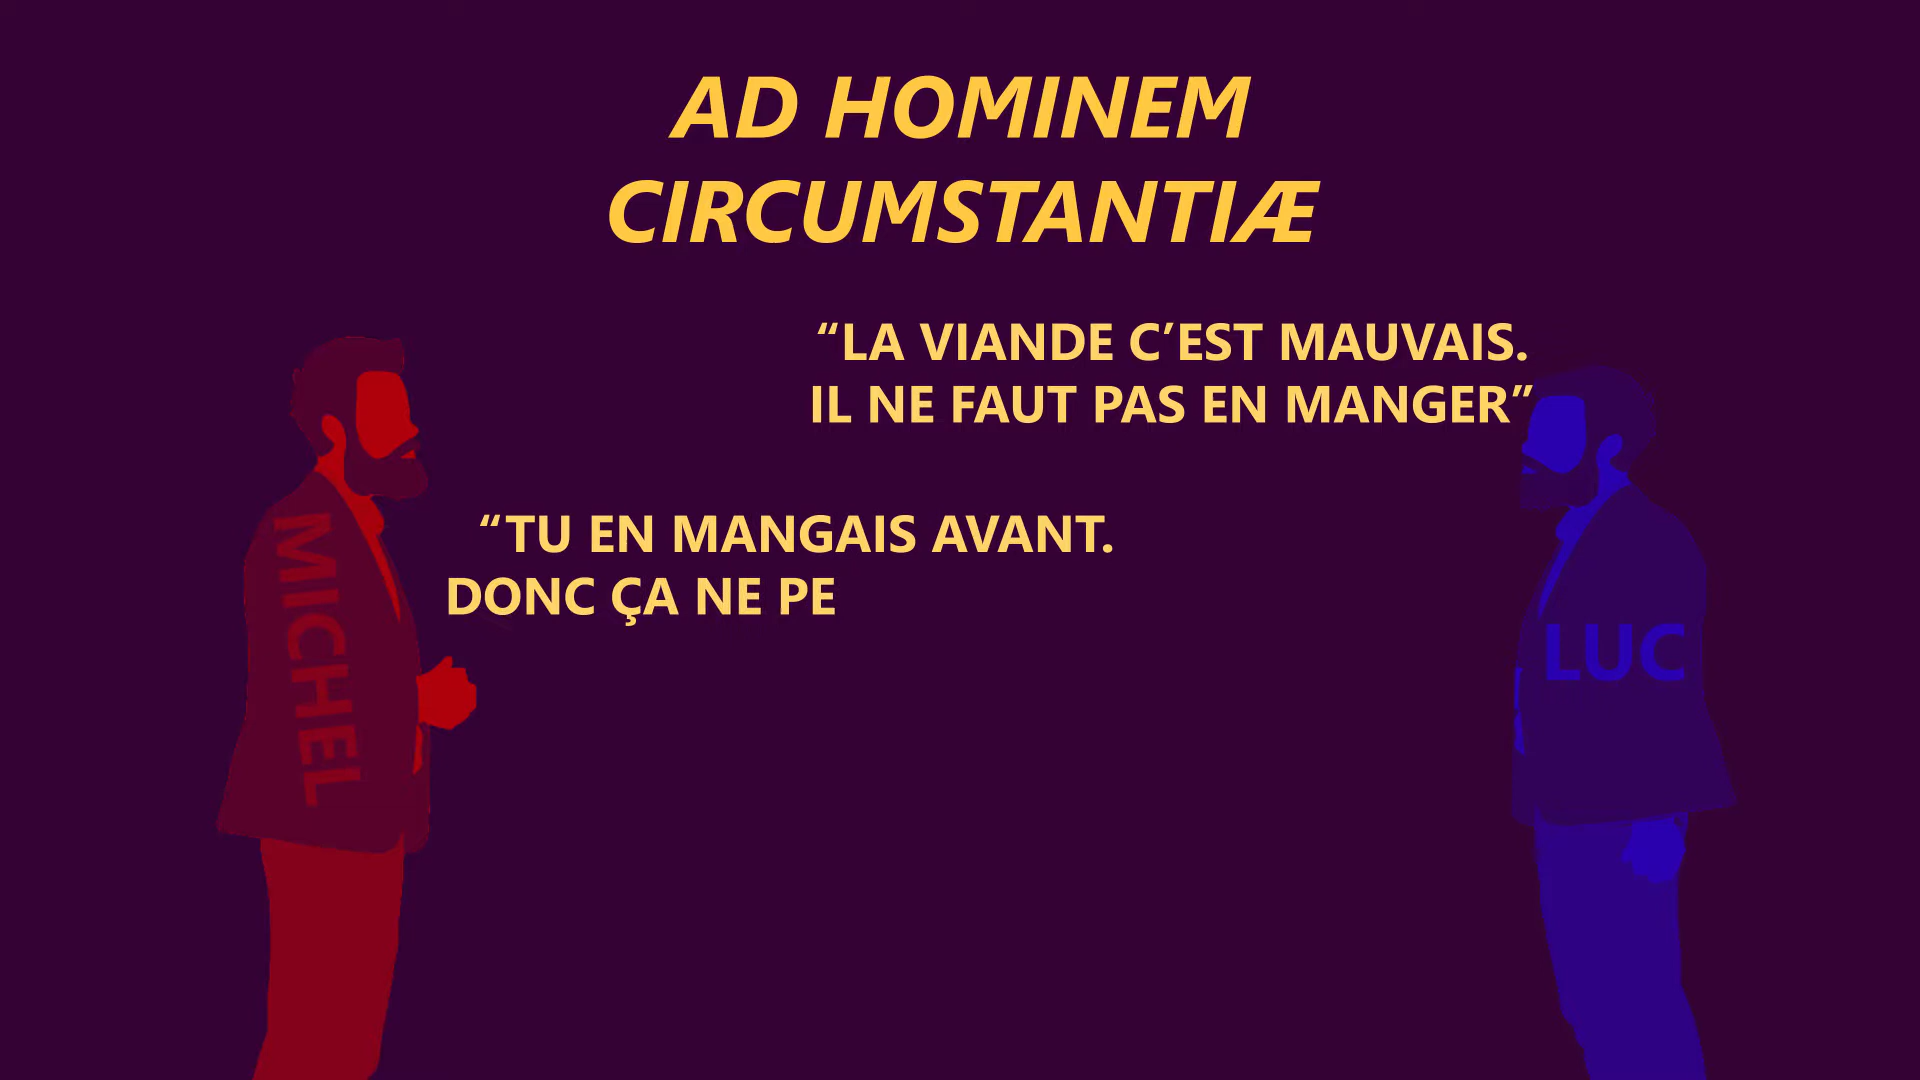 AD HOMINEM
CIRCUMSTANTIÆ
“LA VIANDE C’EST MAUVAIS.
IL NE FAUT PAS EN MANGER”
“TU EN MANGAIS AVANT.
DONC ÇA NE PE
MICHEL
LUC